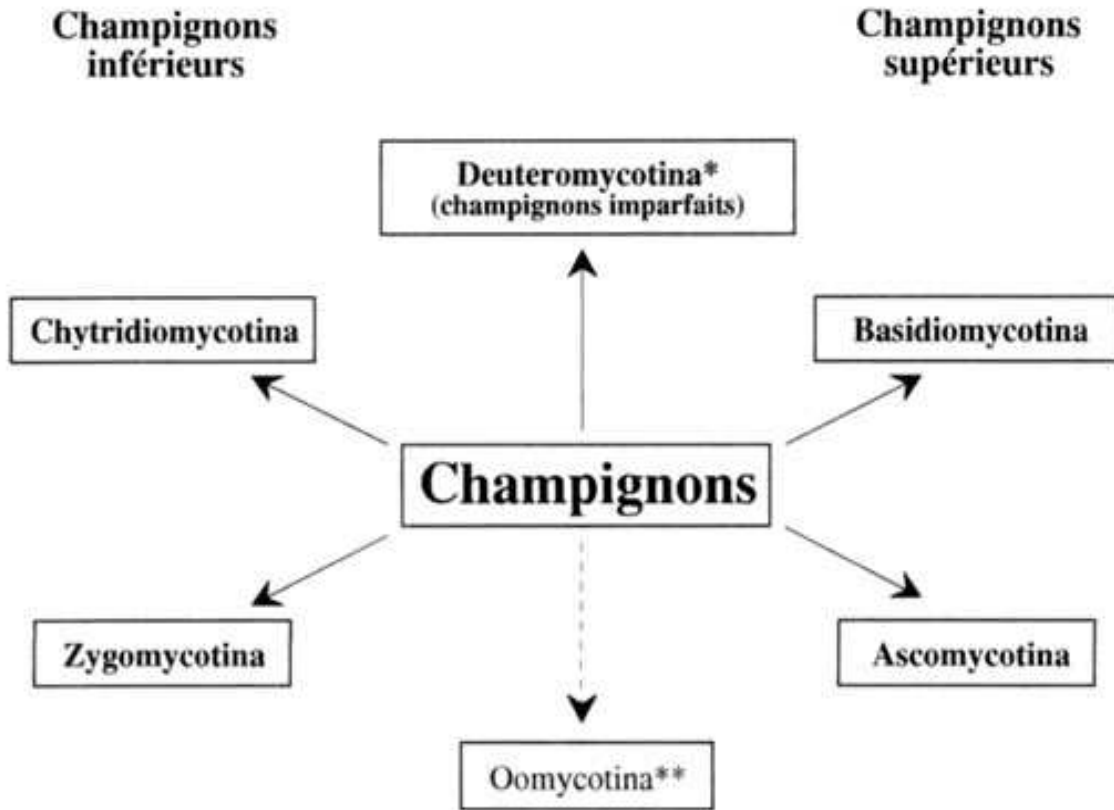 Champignons
inférieurs
Champignons
supérieurs
Deuteromycotina*
(champignons imparfaits)
Chytridiomycotina
Basidiomycotina
Champignons
Zygomycotina
Ascomycotina
Oomycotina**